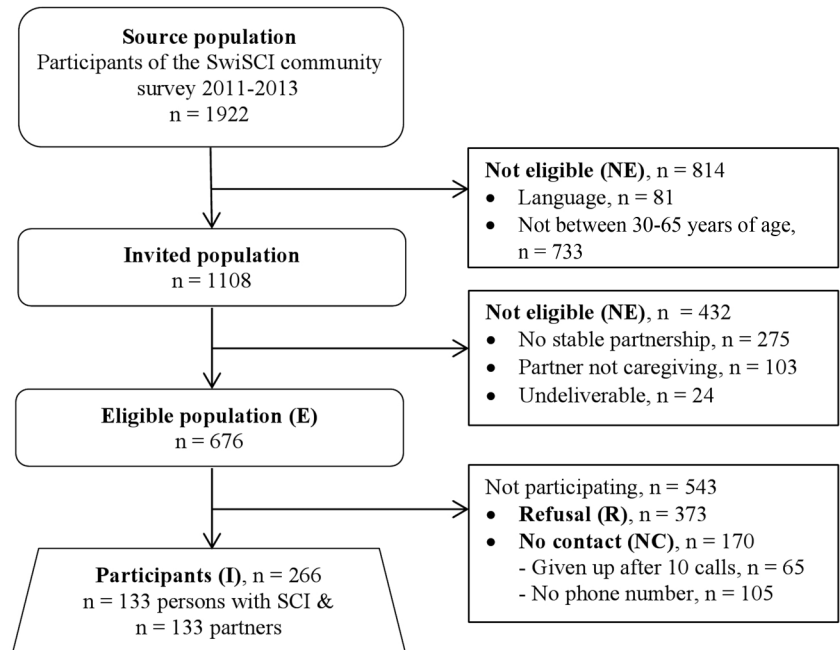 Source population
Participants of the SwiSCI community
survey 2011-2013
n = 1922
Not eligible (NE), n = 814
• Language, n = 81
• Not between 30-65 years of age,
n = 733
Invited population
n = 1108
Not eligible (NE), n = 432
• No stable partnership, n = 275
• Partner not caregiving, n = 103
• Undeliverable, n = 24
Eligible population (E)
n = 676
Not participating, n = 543
• Refusal (R), n = 373
• No contact (NC), n = 170
- Given up after 10 calls, n = 65
- No phone number, n = 105
Participants (I), n = 266
n = 133 persons with SCI &
n = 133 partners